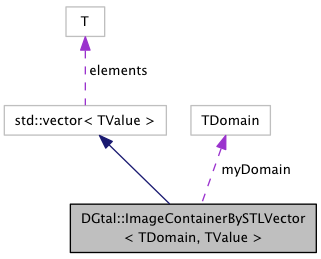 T
elements
std::vector< TValue >
TDomain
myDomain
DGtal::ImageContainerBySTLVector
< TDomain, TValue >